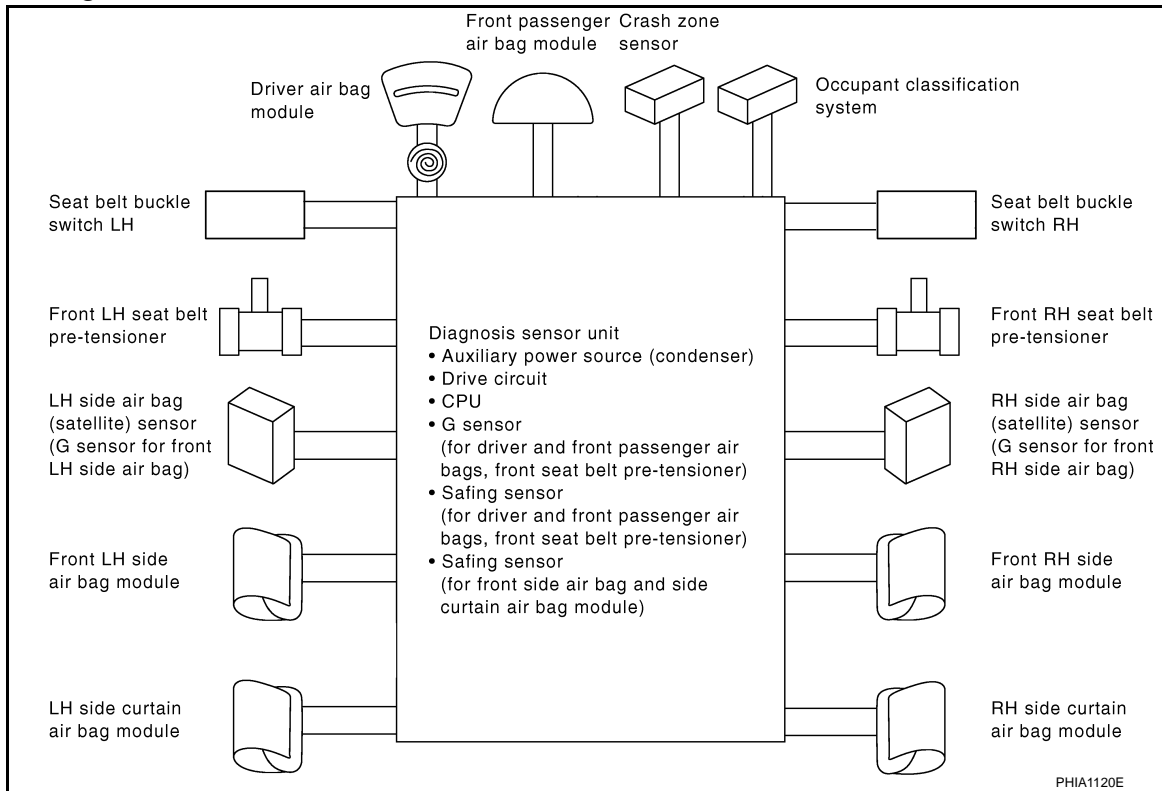 Front passenger
air bag module
Crash zone
sensor
Driver air bag
module
Occupant classification
system
Seat belt buckle
switch LH
Seat belt buckle
switch RH
Front LH seat belt
pre-tensioner
Front RH seat belt
pre-tensioner
LH side air bag
(satellite) sensor
(G sensor for front
LH side air bag)
RH side air bag
(satellite) sensor
(G sensor for front
RH side air bag)
Diagnosis sensor unit
• Auxiliary power source (condenser)
• Drive circuit
• CPU
• G sensor
(for driver and front passenger air
bags, front seat belt pre-tensioner)
• Safing sensor
(for driver and front passenger air
bags, front seat belt pre-tensioner)
• Safing sensor
(for front side air bag and side
curtain air bag module)
Front LH side
air bag module
Front RH side
air bag module
LH side curtain
air bag module
RH side curtain
air bag module
PHIA1120E